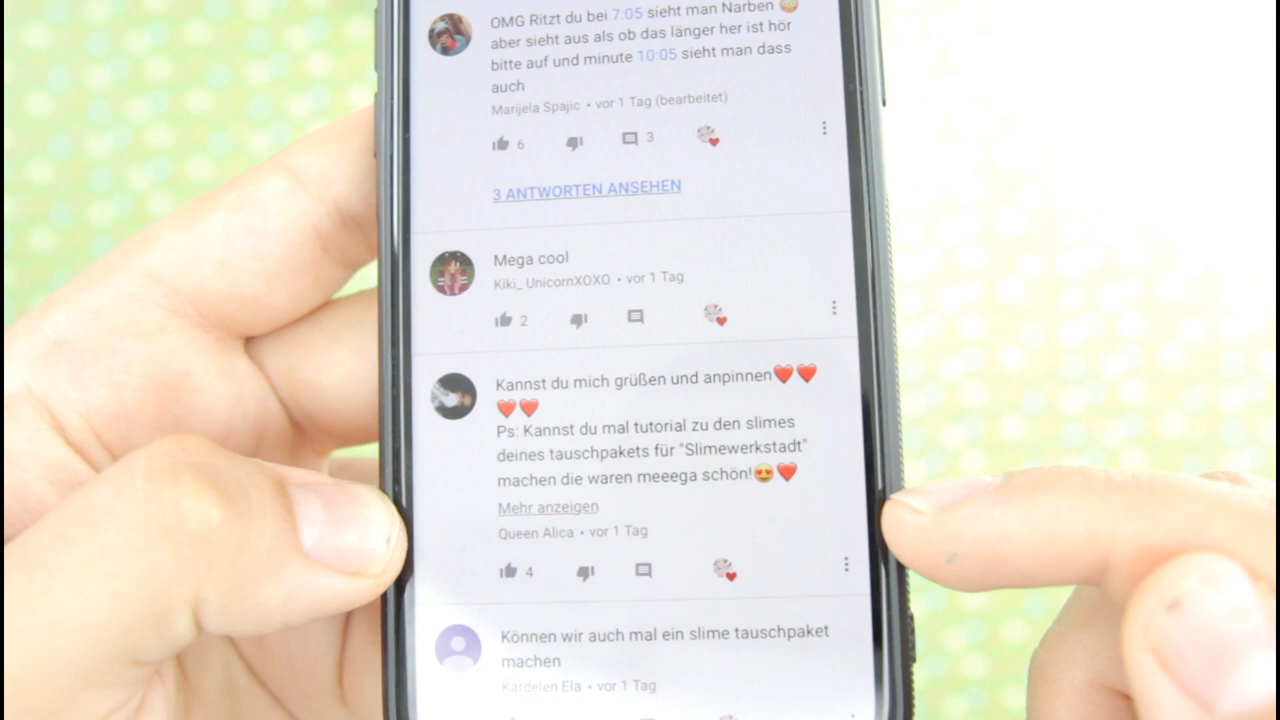 OMG Ritzt du bei 7:05 sieht man Narben 😳
aber sieht aus als ob das länger her ist hör
bitte auf und minute 10:05 sieht man dass
auch
Marijela Spajic • vor 1 Tag (bearbeitet)
6 3
3 ANTWORTEN ANSEHEN
Mega cool
Kiki_ UnicornXOXO • vor 1 Tag
2
Kannst du mich grüßen und anpinnen❤️❤️
❤️❤️
Ps: Kannst du mal tutorial zu den slimes
deines tauschpakets für "Slimewerkstadt"
machen die waren meeega schön!😍❤️
Mehr anzeigen
Queen Alica • vor 1 Tag
4
Können wir auch mal ein slime tauschpaket
machen
Kardelen Ela • vor 1 Tag